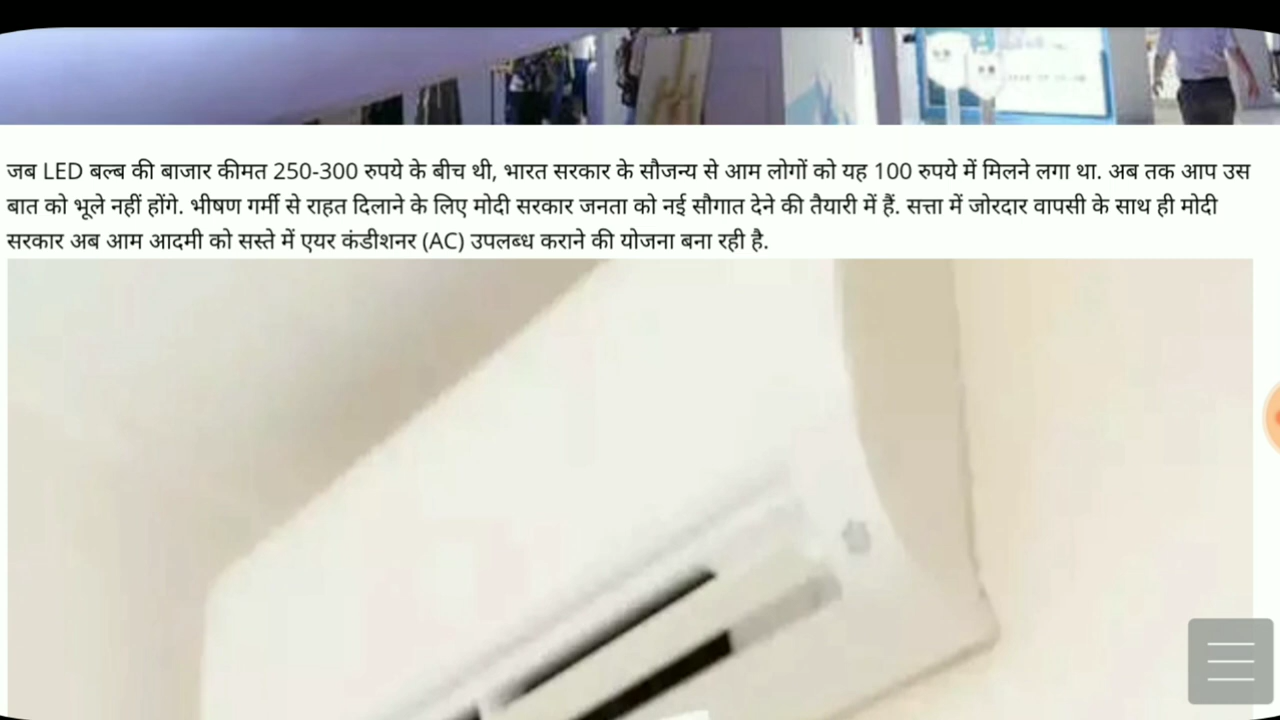 जब LED बल्ब की बाजार कीमत 250-300 रुपये के बीच थी, भारत सरकार के सौजन्य से आम लोगों को यह 100 रुपये में मिलने लगा था. अब तक आप उस
बात को भूले नहीं होंगे. भीषण गर्मी से राहत दिलाने के लिए मोदी सरकार जनता को नई सौगात देने की तैयारी में हैं. सत्ता में जोरदार वापसी के साथ ही मोदी
सरकार अब आम आदमी को सस्ते में एयर कंडीशनर (AC) उपलब्ध कराने की योजना बना रही है.